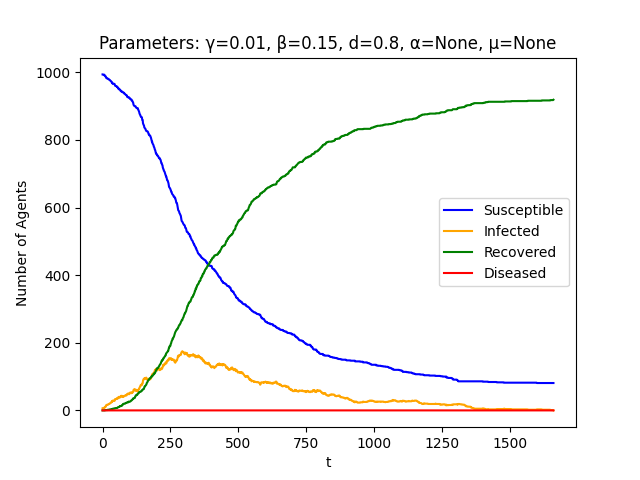 Parameters: γ=0.01, β=0.15, d=0.8, α=None, μ=None
Number of Agents
1000
800
600
400
200
0
Susceptible
Infected
Recovered
Diseased
0 250 500 750 1000 1250 1500
t